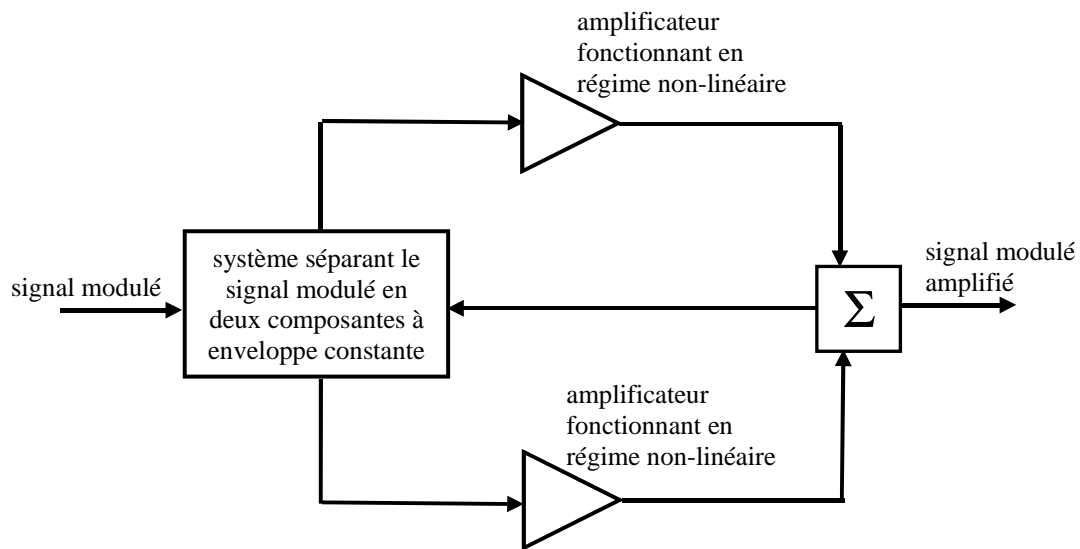 amplificateur
fonctionnant en
régime non-linéaire
signal modulé
système séparant le
signal modulé en
deux composantes à
enveloppe constante
Σ
signal modulé
amplifié
amplificateur
fonctionnant en
régime non-linéaire